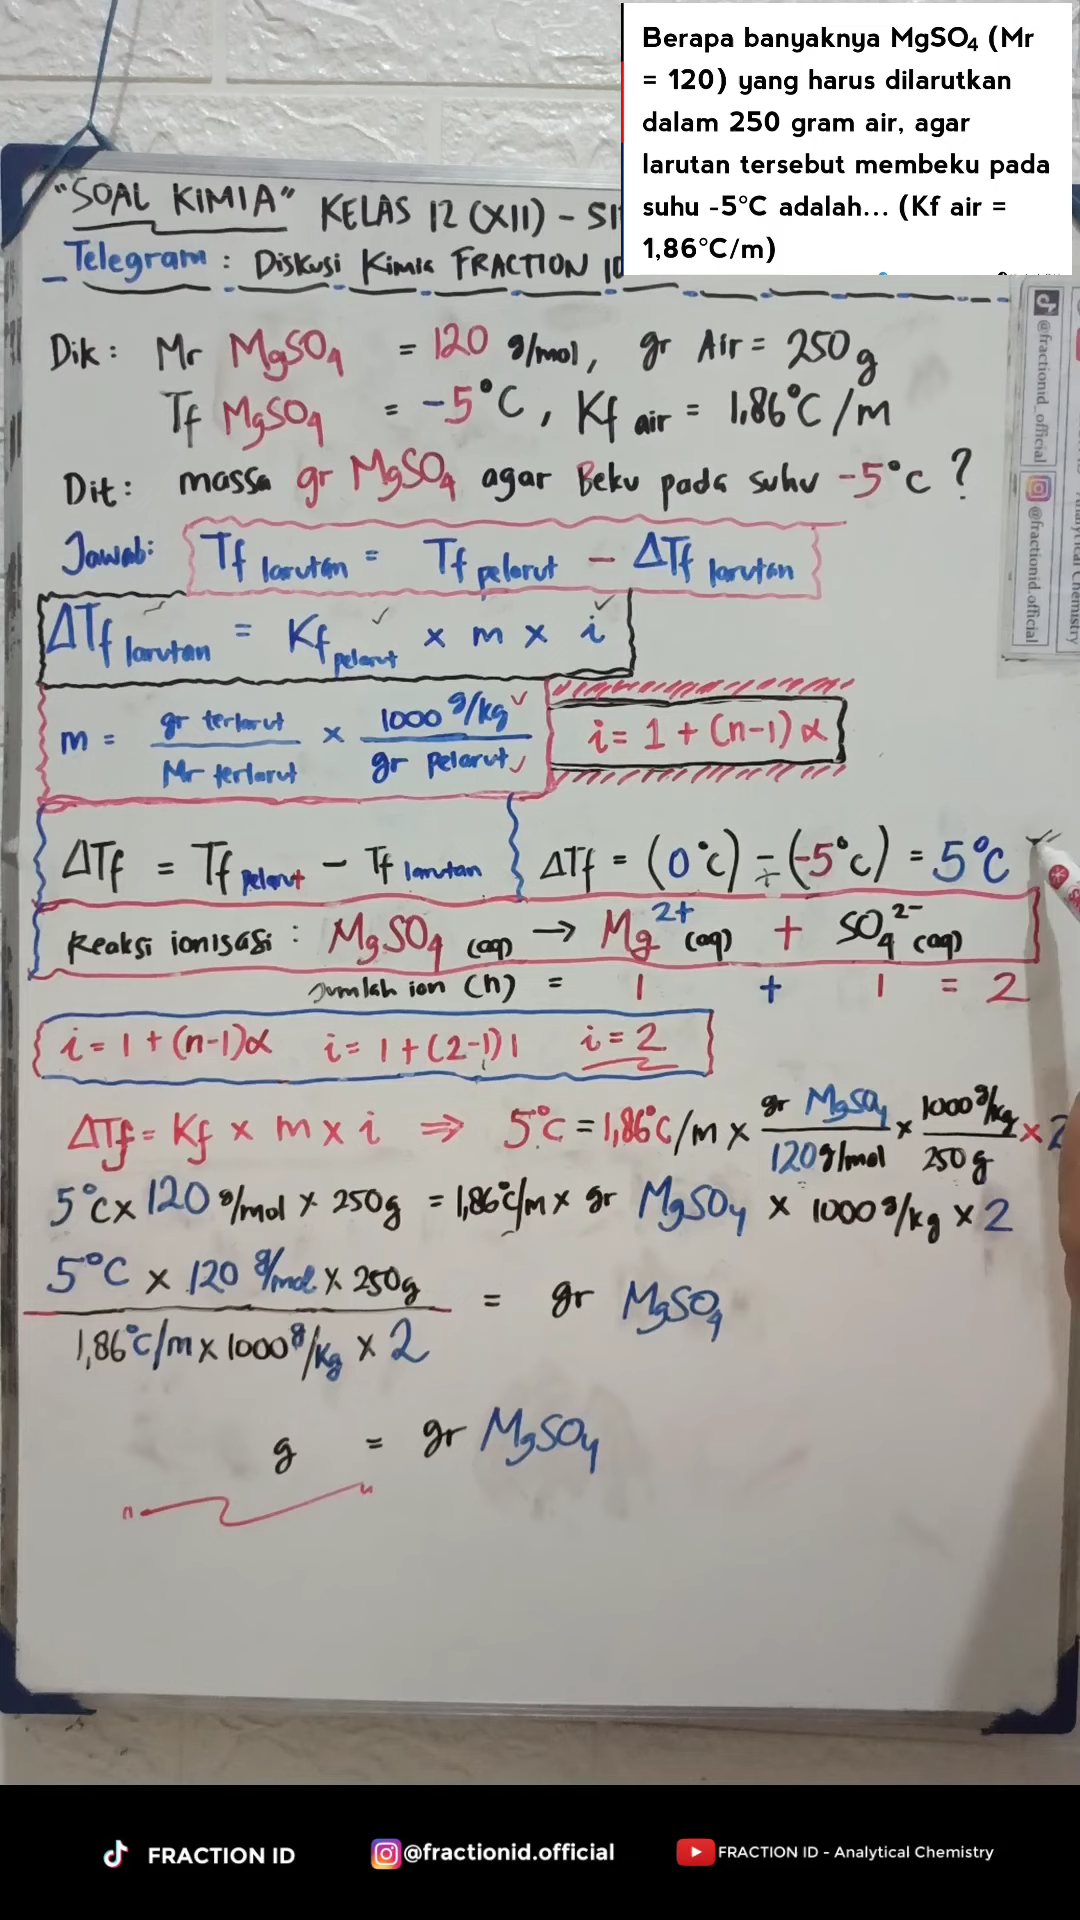 Berapa banyaknya MgSO₄ (Mr
= 120) yang harus dilarutkan
dalam 250 gram air, agar
larutan tersebut membeku pada
suhu -5°C adalah... (Kf air =
1,86°C/m)
"SOAL KIMIA" KELAS 12 (XII) -
Telegram : Diskusi Kimia FRACTION ID
Dik : Mr MgSO₄ = 120 g/mol, gr Air = 250g
Tf MgSO₄ = -5°C, Kf air = 1,86°C/m
Dit : massa gr MgSO₄ agar Beku pada suhu -5°C ?
Jawab: Tf larutan = Tf pelarut - ΔTf larutan
ΔTf larutan = Kf pelarut × m × i
m = gr terlarut / Mr terlarut × 1000 g/kg / gr pelarut
i = 1 + (n-1) α
ΔTf = Tf pelarut - Tf larutan
ΔTf = (0°C) - (-5°C) = 5°C
Reaksi ionisasi : MgSO₄ (aq) → Mg²⁺ (aq) + SO₄²⁻ (aq)
Jumlah ion (n) = 1 + 1 = 2
i = 1 + (n-1)α i = 1 + (2-1) 1 i = 2
ΔTf = Kf × m × i ⇒ 5°C = 1,86°C/m × gr MgSO₄ / 120 g/mol × 1000 g/kg / 250 g × 2
5°C × 120 g/mol × 250g = 1,86°C/m × gr MgSO₄ × 1000 g/kg × 2
5°C × 120 g/mol × 250g / 1,86°C/m × 1000 g/kg × 2 = gr MgSO₄
g = gr MgSO₄
@fractionid_official
@fractionid.official
Analytical Chemistry
FRACTION ID
@fractionid.official
FRACTION ID - Analytical Chemistry